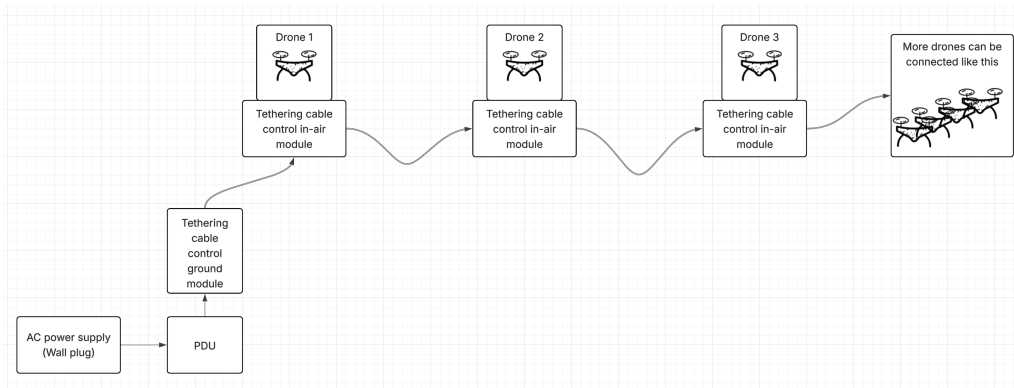 Drone 1
Tethering cable
control in-air
module
Drone 2
Tethering cable
control in-air
module
Drone 3
Tethering cable
control in-air
module
More drones can be
connected like this
Tethering
cable
control
ground
module
AC power supply
(Wall plug)
PDU